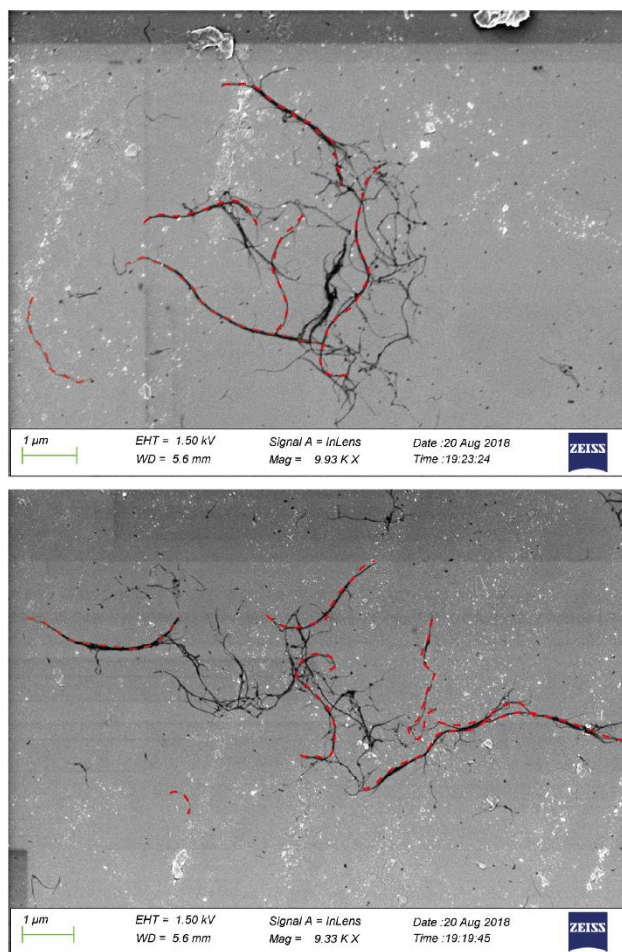 1 µm
EHT = 1.50 kV
WD = 5.6 mm
Signal A = InLens
Mag = 9.93 K X
Date :20 Aug 2018
Time :19:23:24
ZEISS
1 µm
EHT = 1.50 kV
WD = 5.6 mm
Signal A = InLens
Mag = 9.33 K X
Date :20 Aug 2018
Time :19:19:45
ZEISS